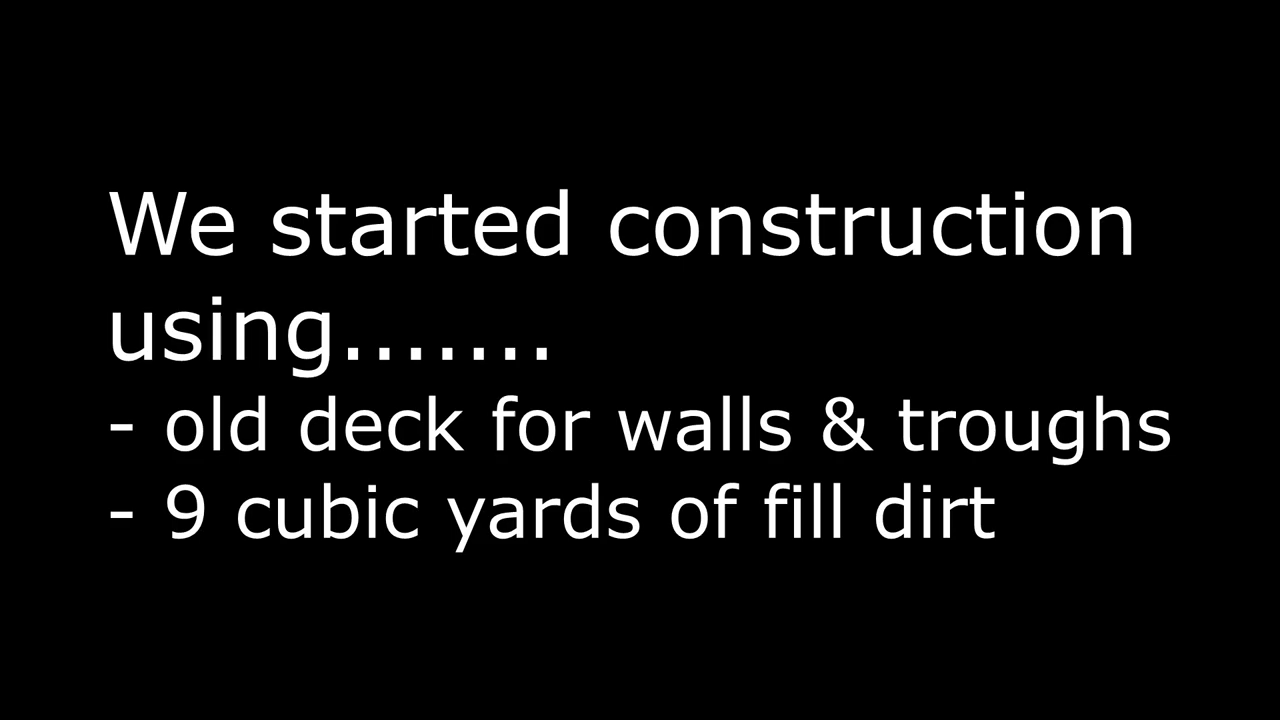 We started construction
using.......
- old deck for walls & troughs
- 9 cubic yards of fill dirt